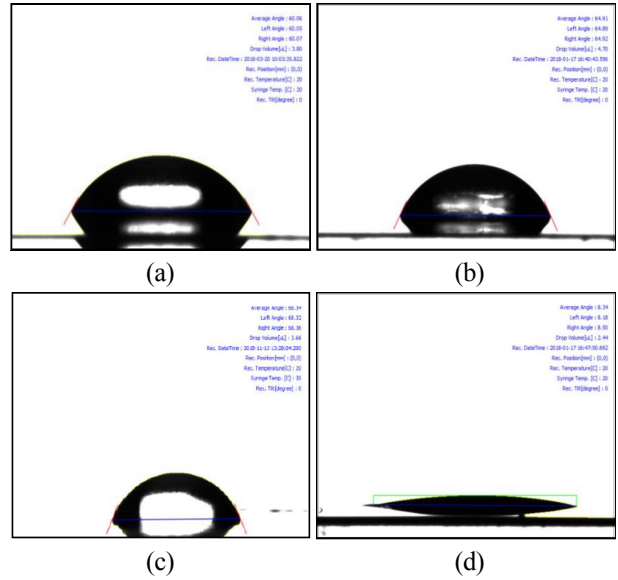 Average Angle : 60.06
Left Angle : 60.05
Right Angle : 60.07
Drop Volume[uL] : 3.80
Rec. DateTime : 2018-03-20 10:03:35.822
Rec. Position[mm] : (0,0)
Rec. Temperature[C] : 20
Syringe Temp. [C] : 20
Rec. Tilt[degree] : 0
(a)
Average Angle : 64.91
Left Angle : 64.89
Right Angle : 64.92
Drop Volume[uL] : 4.70
Rec. DateTime : 2018-01-17 16:40:43.556
Rec. Position[mm] : (0,0)
Rec. Temperature[C] : 20
Syringe Temp. [C] : 20
Rec. Tilt[degree] : 0
(b)
Average Angle : 68.34
Left Angle : 68.32
Right Angle : 68.36
Drop Volume[uL] : 3.66
Rec. DateTime :
Rec. Position[mm] : (0,0)
Rec. Temperature[C] : 20
Syringe Temp. [C] : 30
Rec. Tilt[degree] : 0
(c)
Average Angle : 8.34
Left Angle : 8.18
Right Angle : 8.50
Drop Volume[uL] : 2.44
Rec. DateTime : 2018-01-17 16:47:50.692
Rec. Position[mm] : (0,0)
Rec. Temperature[C] : 20
Syringe Temp. [C] : 20
Rec. Tilt[degree] : 0
(d)